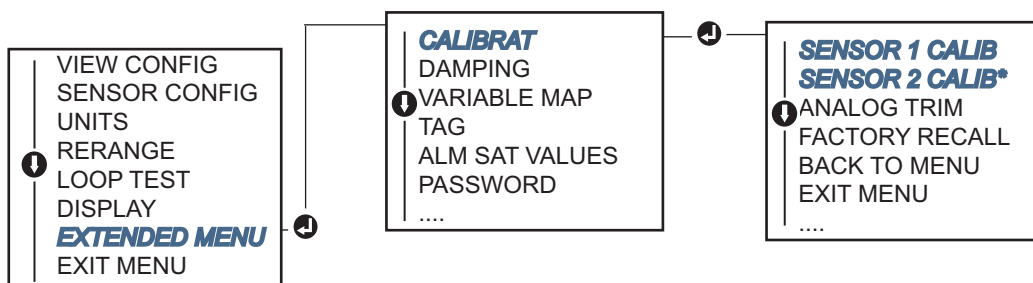 VIEW CONFIG
SENSOR CONFIG
UNITS
RERANGE
LOOP TEST
DISPLAY
EXTENDED MENU
EXIT MENU
CALIBRAT
DAMPING
VARIABLE MAP
TAG
ALM SAT VALUES
PASSWORD
....
SENSOR 1 CALIB
SENSOR 2 CALIB*
ANALOG TRIM
FACTORY RECALL
BACK TO MENU
EXIT MENU
....